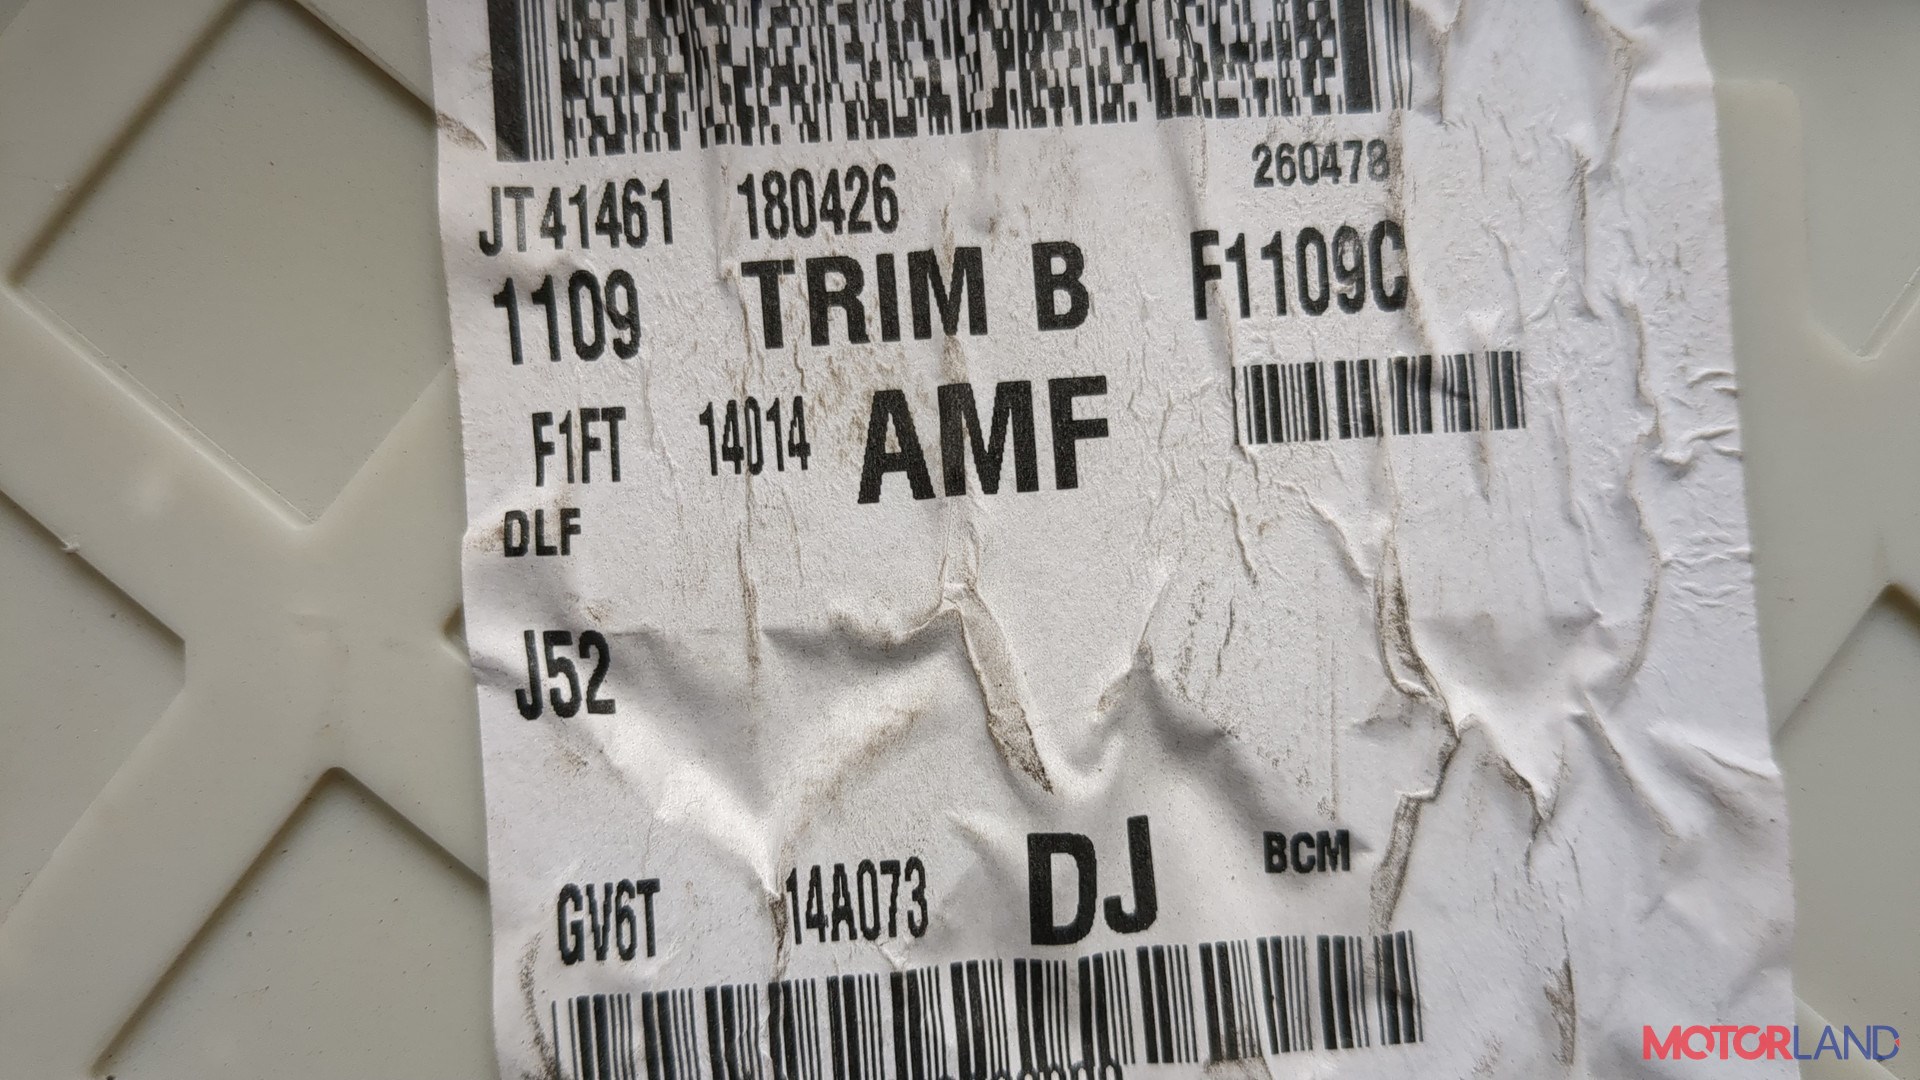 260478
JT41461 180426
1109 TRIM B F1109C
F1FT 14014 AMF
DLF
J52
GV6T 14A073 DJ BCM
MOTORLAND